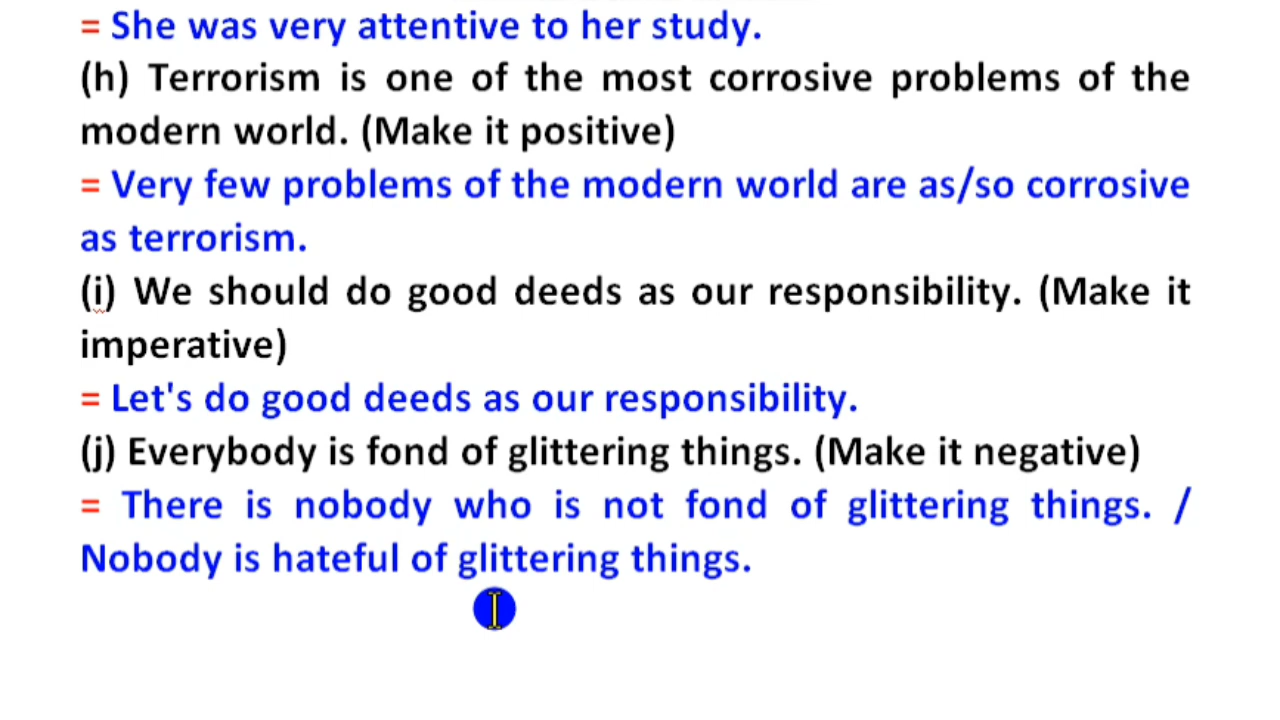 = She was very attentive to her study.
(h) Terrorism is one of the most corrosive problems of the
modern world. (Make it positive)
= Very few problems of the modern world are as/so corrosive
as terrorism.
(i) We should do good deeds as our responsibility. (Make it
imperative)
= Let's do good deeds as our responsibility.
(j) Everybody is fond of glittering things. (Make it negative)
= There is nobody who is not fond of glittering things. /
Nobody is hateful of glittering things.